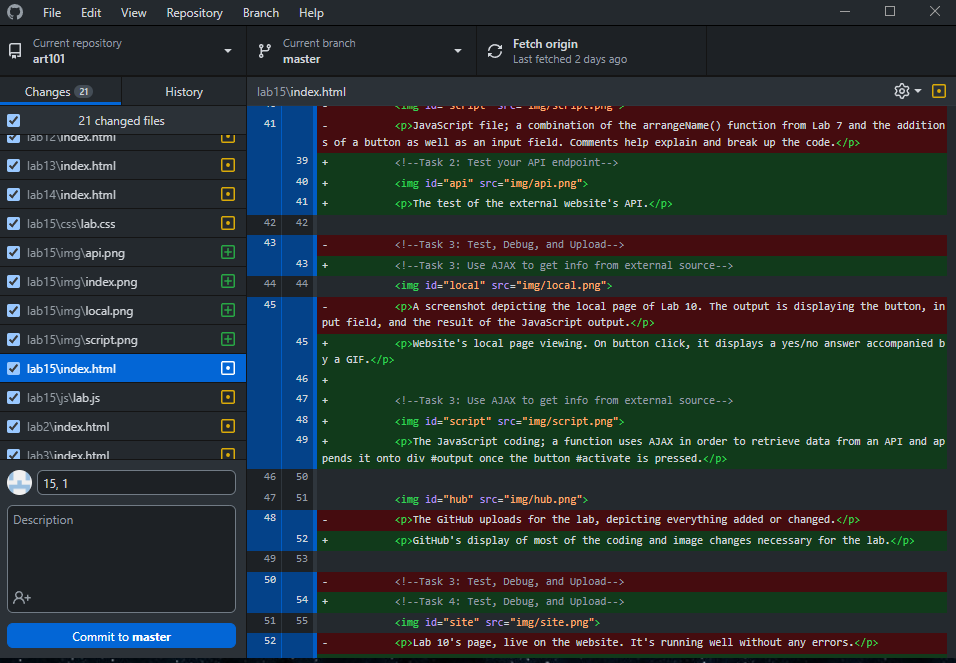 File Edit View Repository Branch Help
Current repository
art101
Current branch
master
Fetch origin
Last fetched 2 days ago
Changes 21 History
lab15\index.html
21 changed files
lab12\index.html
lab13\index.html
lab14\index.html
lab15\css\lab.css
lab15\img\api.png
lab15\img\index.png
lab15\img\local.png
lab15\img\script.png
lab15\index.html
lab15\js\lab.js
lab2\index.html
lab3\index.html
15, 1
Description
Commit to master
- <img id="script" src="img/script.png">
41 - <p>JavaScript file; a combination of the arrangeName() function from Lab 7 and the addition
s of a button as well as an input field. Comments help explain and break up the code.</p>
39 + <!--Task 2: Test your API endpoint-->
40 + <img id="api" src="img/api.png">
41 + <p>The test of the external website's API.</p>
42 42
43 - <!--Task 3: Test, Debug, and Upload-->
43 + <!--Task 3: Use AJAX to get info from external source-->
44 44 <img id="local" src="img/local.png">
45 - <p>A screenshot depicting the local page of Lab 10. The output is displaying the button, in
put field, and the result of the JavaScript output.</p>
45 + <p>Website's local page viewing. On button click, it displays a yes/no answer accompanied b
y a GIF.</p>
46 +
47 + <!--Task 3: Use AJAX to get info from external source-->
48 + <img id="script" src="img/script.png">
49 + <p>The JavaScript coding; a function uses AJAX in order to retrieve data from an API and ap
pends it onto div #output once the button #activate is pressed.</p>
46 50
47 51 <img id="hub" src="img/hub.png">
48 - <p>The GitHub uploads for the lab, depicting everything added or changed.</p>
52 + <p>GitHub's display of most of the coding and image changes necessary for the lab.</p>
49 53
50 - <!--Task 3: Test, Debug, and Upload-->
54 + <!--Task 4: Test, Debug, and Upload-->
51 55 <img id="site" src="img/site.png">
52 - <p>Lab 10's page, live on the website. It's running well without any errors.</p>